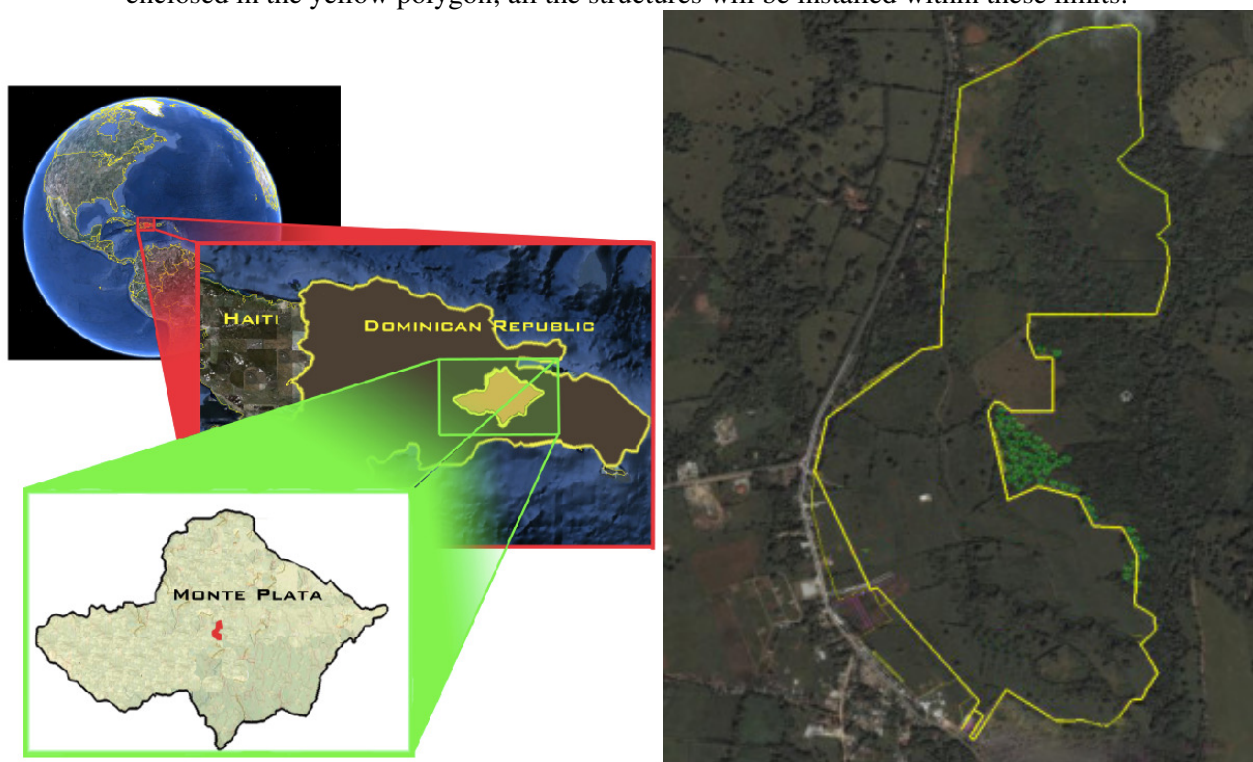 enclosed in the yellow polygon, all the structures will be installed within these limits.
HAITI
DOMINICAN REPUBLIC
MONTE PLATA